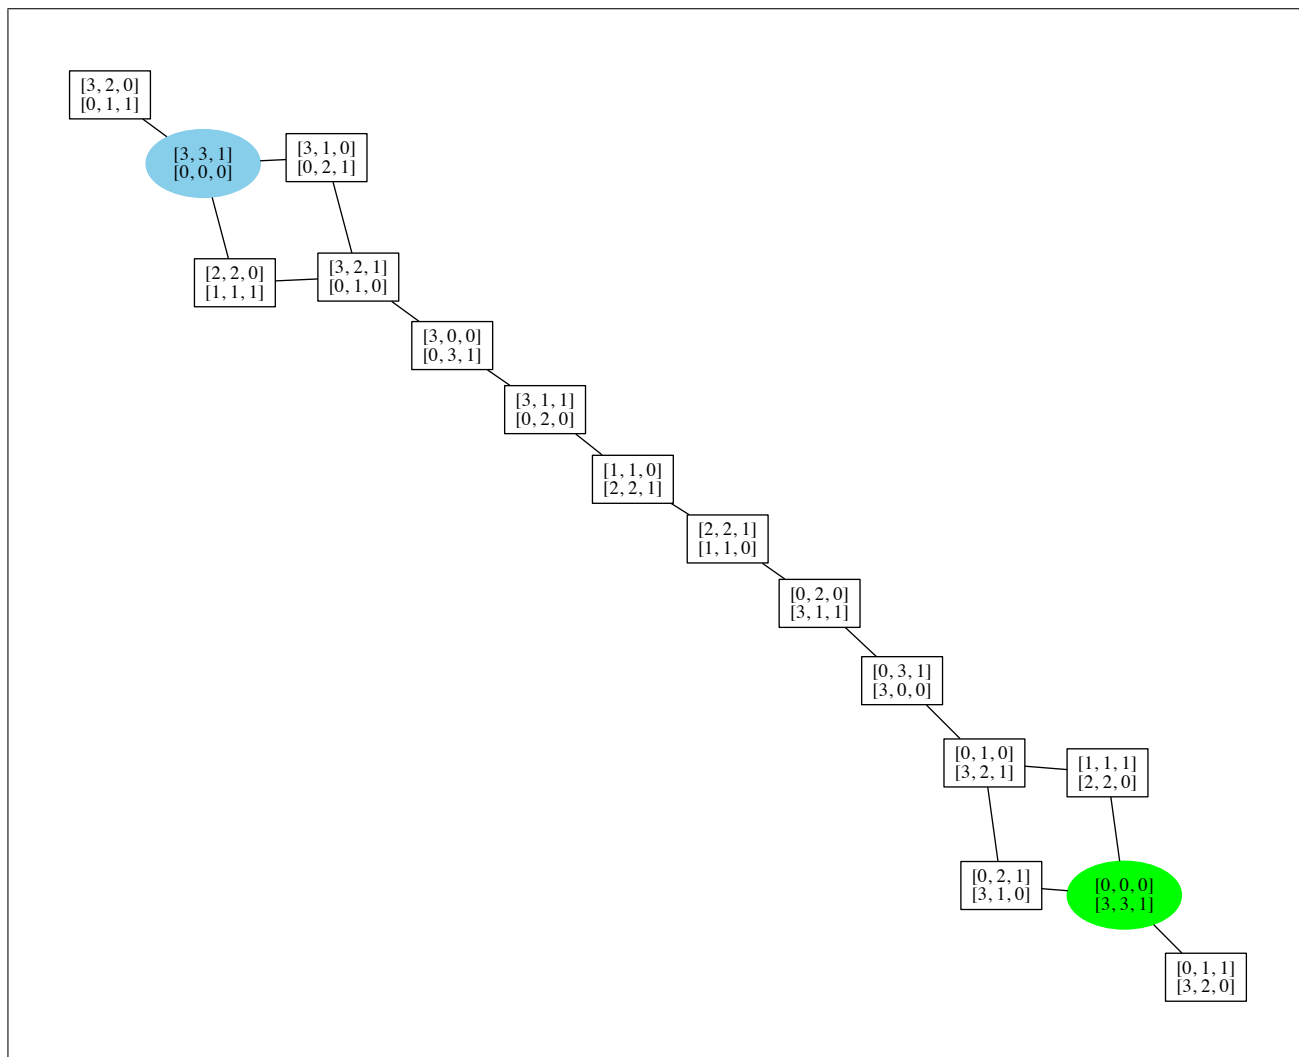 [3, 2, 0]
[0, 1, 1]
[3, 3, 1]
[0, 0, 0]
[3, 1, 0]
[0, 2, 1]
[2, 2, 0]
[1, 1, 1]
[3, 2, 1]
[0, 1, 0]
[3, 0, 0]
[0, 3, 1]
[3, 1, 1]
[0, 2, 0]
[1, 1, 0]
[2, 2, 1]
[2, 2, 1]
[1, 1, 0]
[0, 2, 0]
[3, 1, 1]
[0, 3, 1]
[3, 0, 0]
[0, 1, 0]
[3, 2, 1]
[1, 1, 1]
[2, 2, 0]
[0, 2, 1]
[3, 1, 0]
[0, 0, 0]
[3, 3, 1]
[0, 1, 1]
[3, 2, 0]